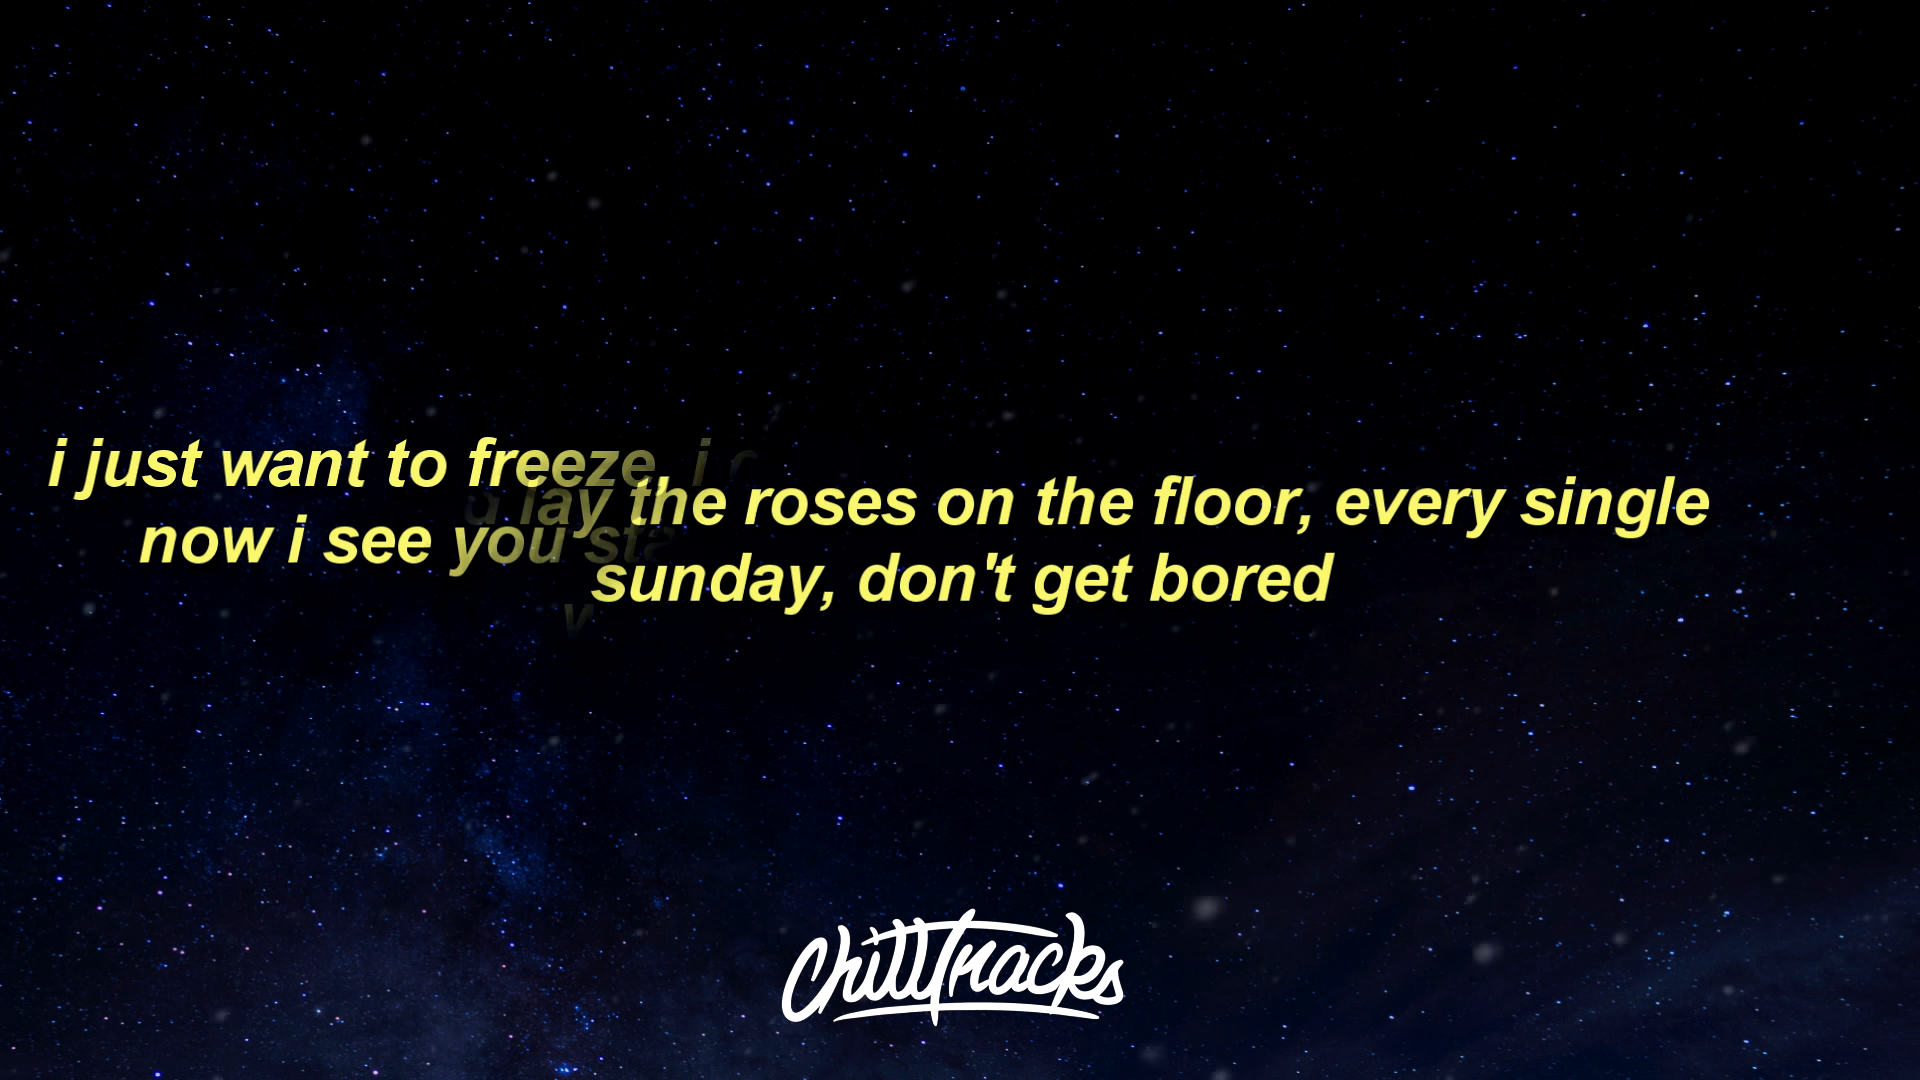 i just want to freeze, i
now i see you
lay the roses on the floor, every single
sunday, don't get bored
ChillTracks